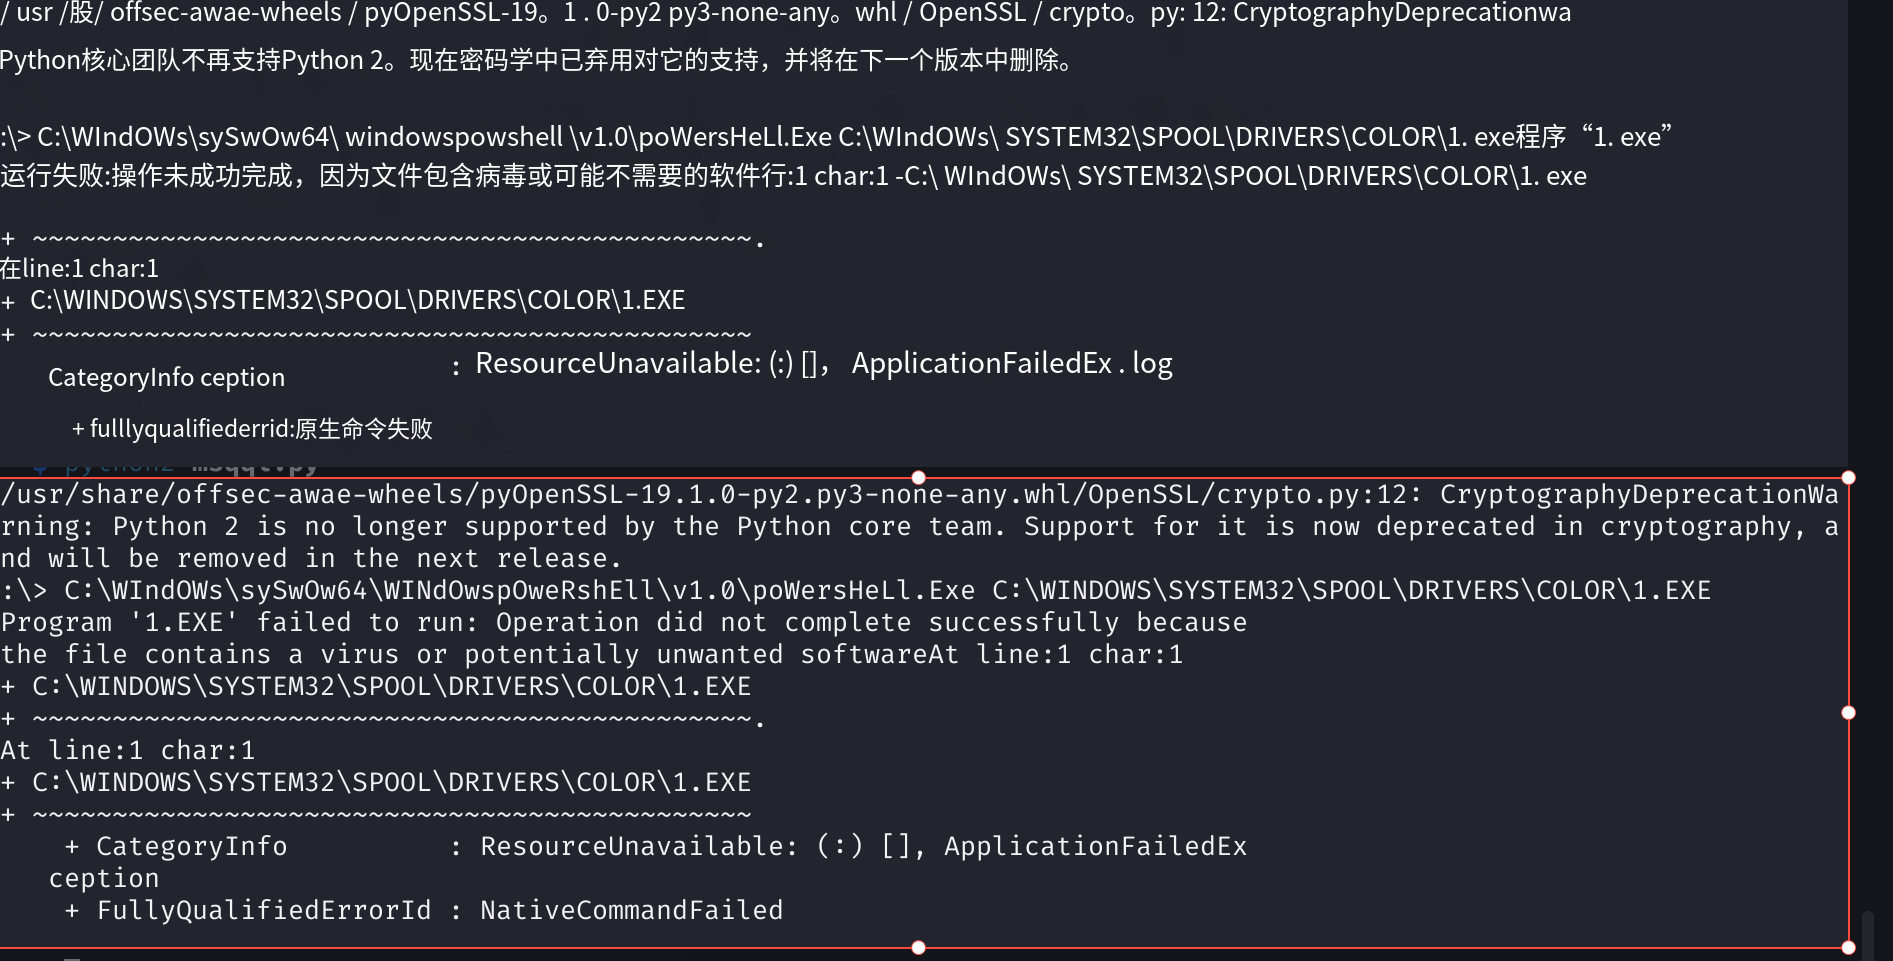 / usr /股/ offsec-awae-wheels / pyOpenSSL-19。1 . 0-py2 py3-none-any。whl / OpenSSL / crypto。py: 12: CryptographyDeprecationwa
Python核心团队不再支持Python 2。现在密码学中已弃用对它的支持，并将在下一个版本中删除。
:\> C:\WIndOWs\sySwOw64\ windowspowshell \v1.0\poWersHeLl.Exe C:\WIndOWs\ SYSTEM32\SPOOL\DRIVERS\COLOR\1. exe程序“1. exe”
运行失败:操作未成功完成，因为文件包含病毒或可能不需要的软件行:1 char:1 -C:\ WIndOWs\ SYSTEM32\SPOOL\DRIVERS\COLOR\1. exe
+ ~~~~~~~~~~~~~~~~~~~~~~~~~~~~~~~~~~~~~~~~~~~~~.
在line:1 char:1
+ C:\WINDOWS\SYSTEM32\SPOOL\DRIVERS\COLOR\1.EXE
+ ~~~~~~~~~~~~~~~~~~~~~~~~~~~~~~~~~~~~~~~~~~~~~
CategoryInfo ception : ResourceUnavailable: (:) []， ApplicationFailedEx . log
+ fulllyqualifiederrid:原生命令失败
$ python2 msqql.py
/usr/share/offsec-awae-wheels/pyOpenSSL-19.1.0-py2.py3-none-any.whl/OpenSSL/crypto.py:12: CryptographyDeprecationWa
rning: Python 2 is no longer supported by the Python core team. Support for it is now deprecated in cryptography, a
nd will be removed in the next release.
:\> C:\WIndOWs\sySwOw64\WINdOwspOweRshEll\v1.0\poWersHeLl.Exe C:\WINDOWS\SYSTEM32\SPOOL\DRIVERS\COLOR\1.EXE
Program '1.EXE' failed to run: Operation did not complete successfully because
the file contains a virus or potentially unwanted softwareAt line:1 char:1
+ C:\WINDOWS\SYSTEM32\SPOOL\DRIVERS\COLOR\1.EXE
+ ~~~~~~~~~~~~~~~~~~~~~~~~~~~~~~~~~~~~~~~~~~~~~.
At line:1 char:1
+ C:\WINDOWS\SYSTEM32\SPOOL\DRIVERS\COLOR\1.EXE
+ ~~~~~~~~~~~~~~~~~~~~~~~~~~~~~~~~~~~~~~~~~~~~~
+ CategoryInfo : ResourceUnavailable: (:) [], ApplicationFailedEx
ception
+ FullyQualifiedErrorId : NativeCommandFailed